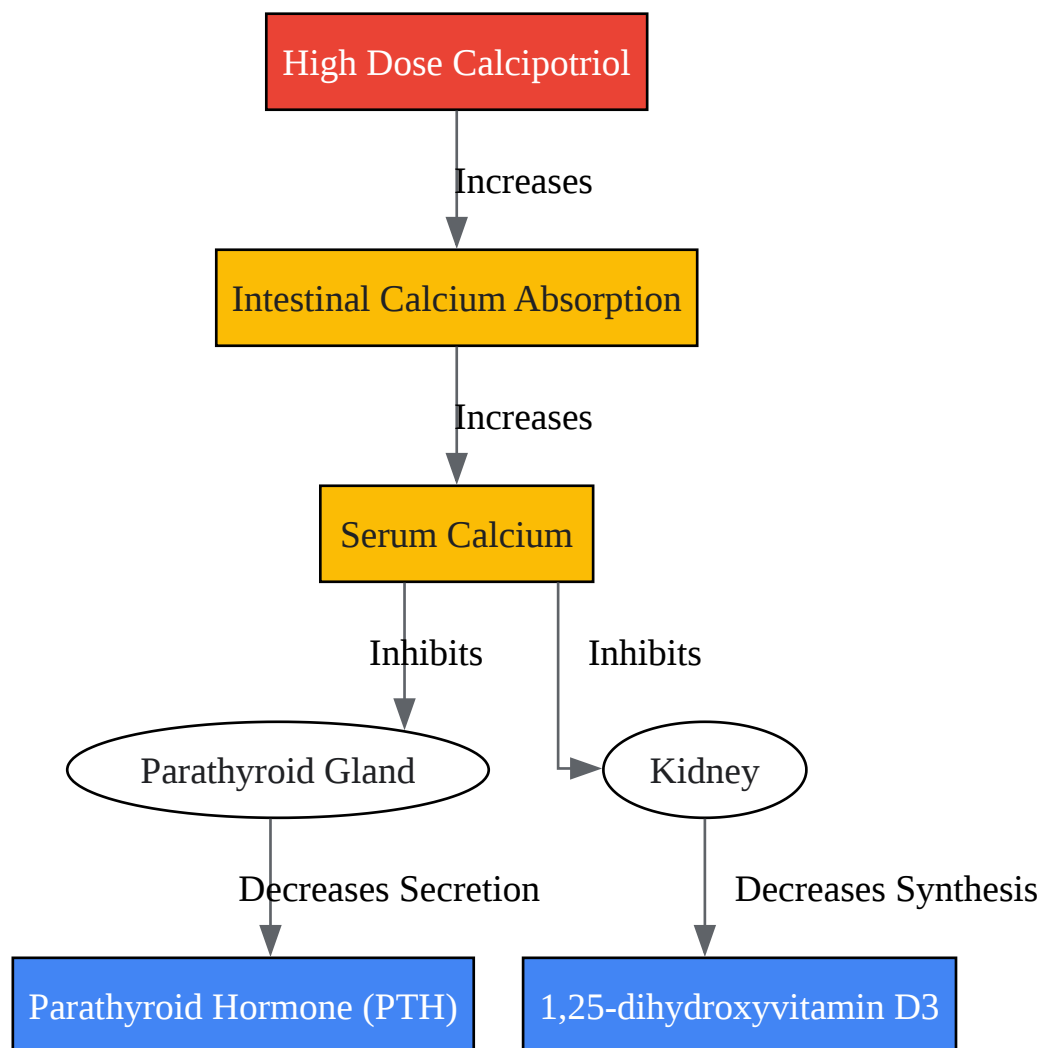 High Dose Calcipotriol
Increases
Intestinal Calcium Absorption
Increases
Serum Calcium
Inhibits
Inhibits
Parathyroid Gland
Kidney
Decreases Secretion
Decreases Synthesis
Parathyroid Hormone (PTH)
1,25-dihydroxyvitamin D3